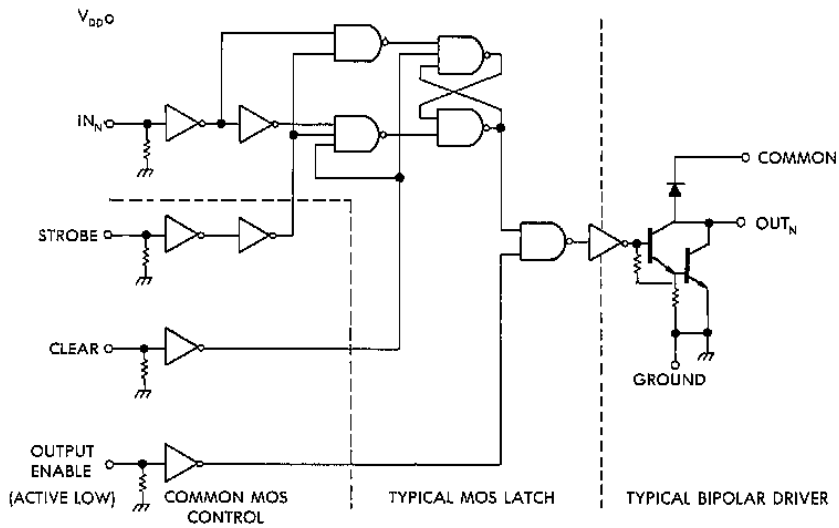 VDD
INN
COMMON
STROBE
OUTN
CLEAR
GROUND
OUTPUT
ENABLE
(ACTIVE LOW)
COMMON MOS
CONTROL
TYPICAL MOS LATCH
TYPICAL BIPOLAR DRIVER